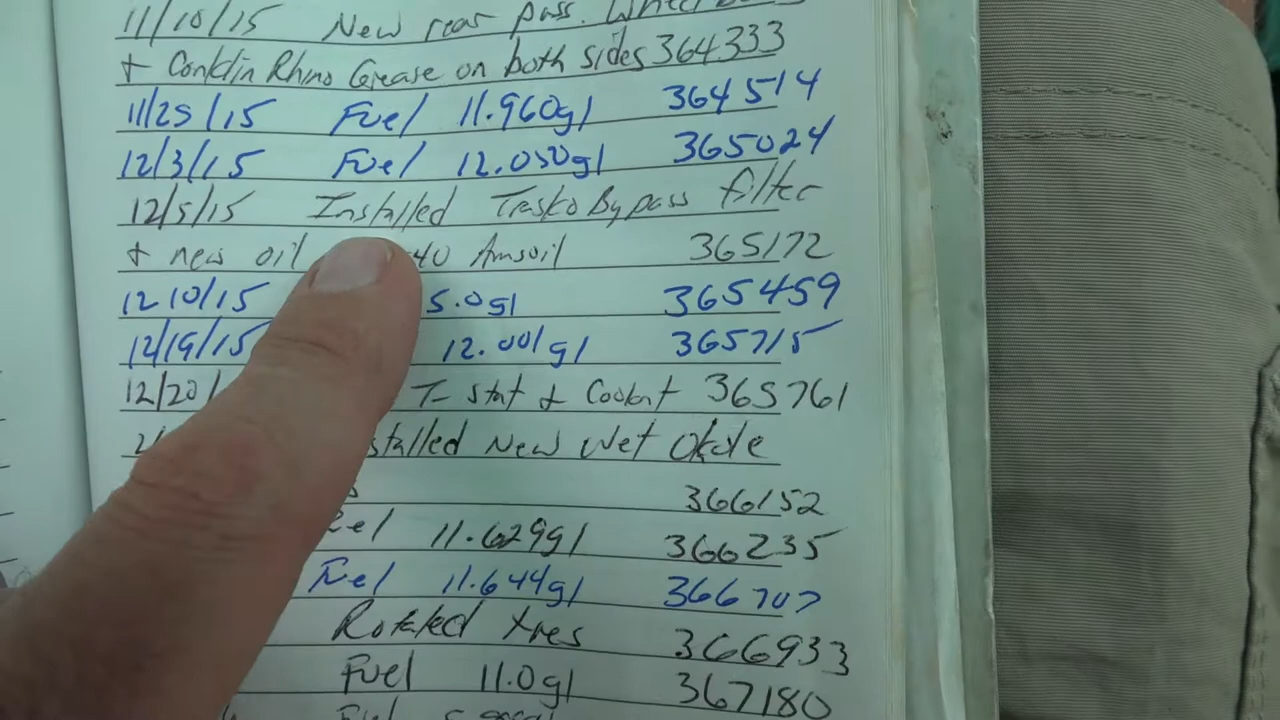 11/10/15 New rear pass. Wheel
+ Conklin Rhino Grease on both sides 364333
11/25/15 Fuel 11.960gl 364514
12/3/15 Fuel 12.050gl 365024
12/5/15 Installed Trasko Bypass filter
+ new oil 40 Amsoil 365172
12 10/15 5.0gl 365459
12/19/15 12.001gl 365715
12/20/ T-stat & Coolant 365761
2/ stalled New Wet Okole
366152
el 11.629gl 366235
Fuel 11.644gl 366707
Rotated tires 366933
Fuel 11.0gl 367180
Fuel